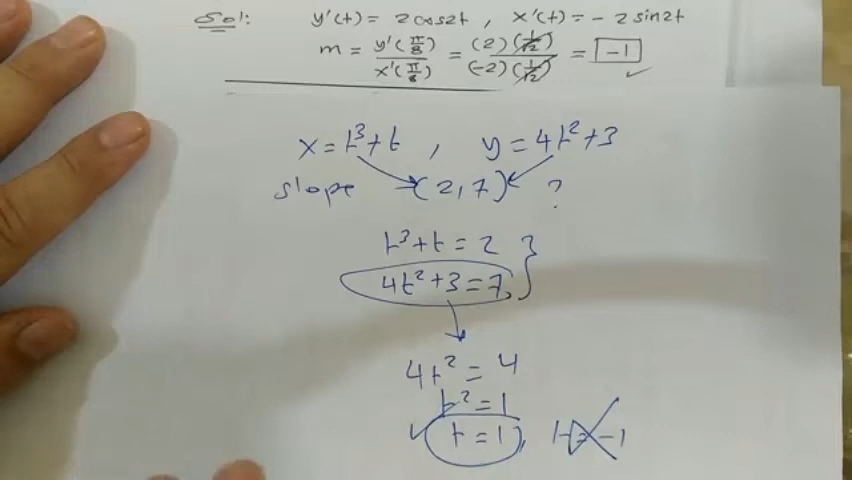 Sol:
y'(t) = 2cos2t , x'(t) = -2sin2t
m = y'(π/8)/x'(π/8) = (2)(1/√2)/(-2)(1/√2) = -1 ✓
x = t³+t , y = 4t²+3
slope (2,7) ?
t³+t = 2
4t²+3 = 7
4t² = 4
t² = 1
✓ t = 1, t = -1